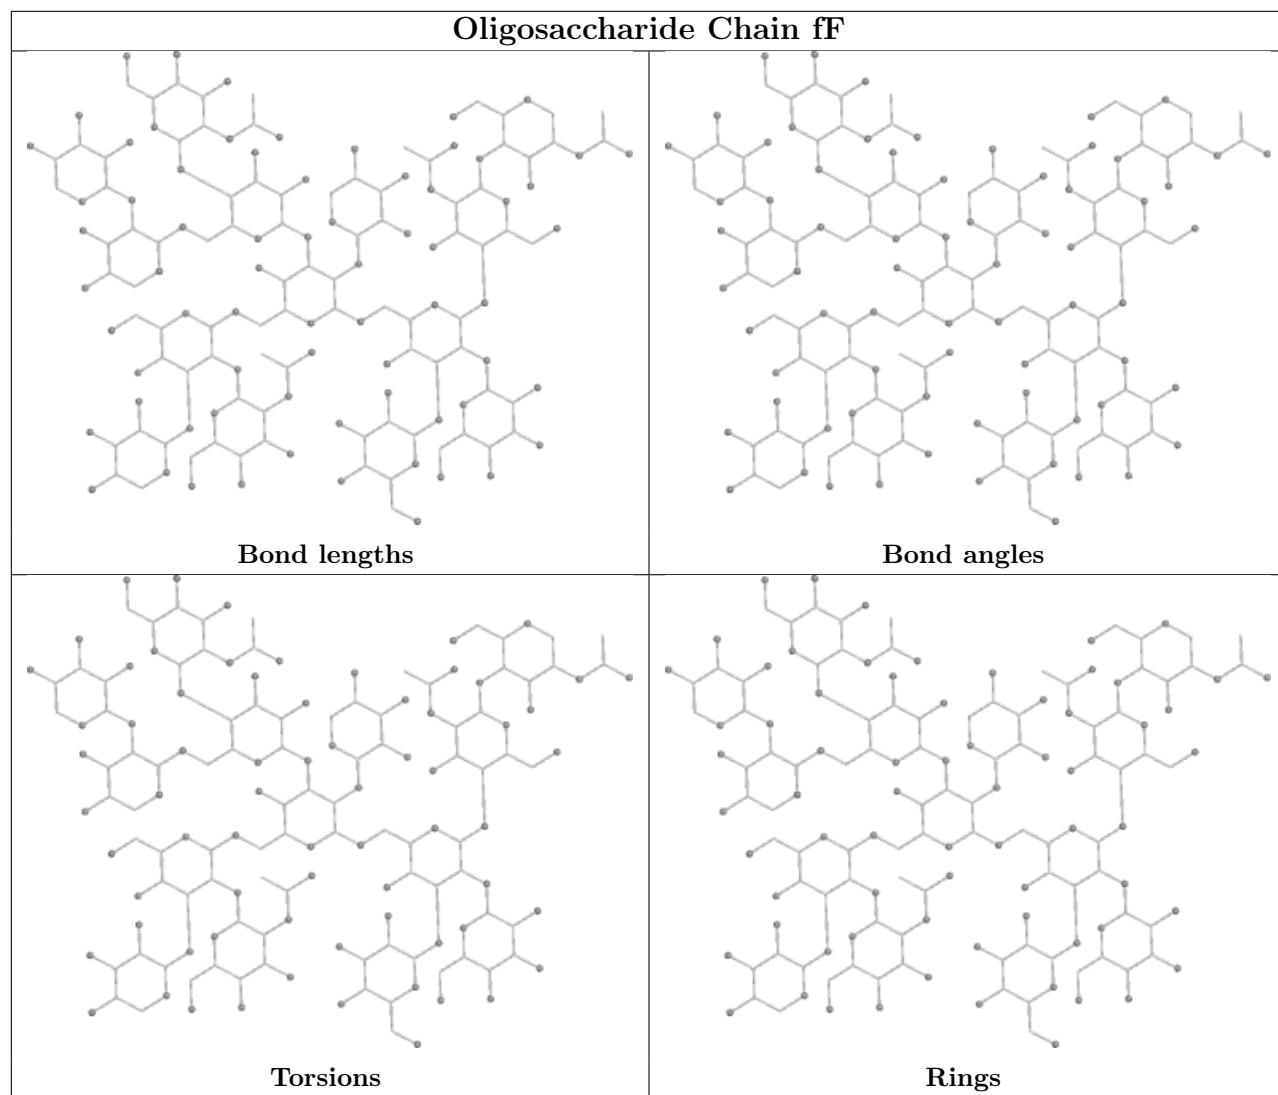 Oligosaccharide Chain fF
Bond lengths
Bond angles
Torsions
Rings